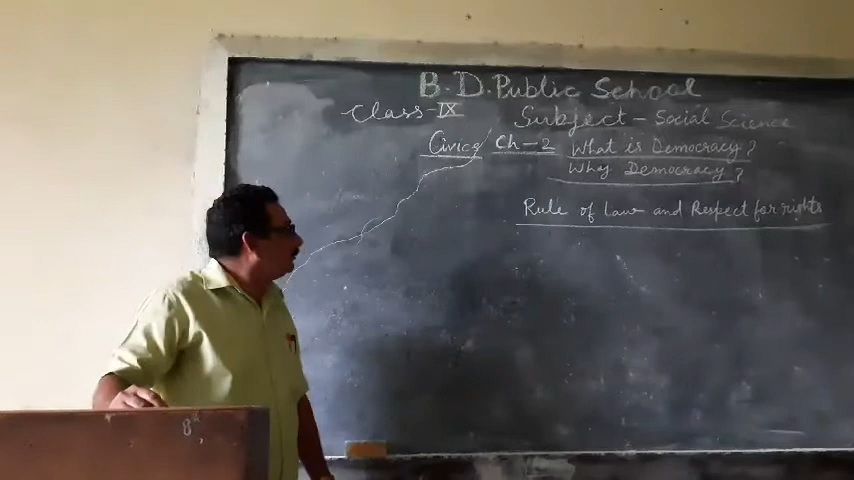 B.D.Public School
Class-IX Subject - Social Science
Civics Ch-2 What is Democracy?
Why Democracy?
Rule of law and Respect for rights
8th